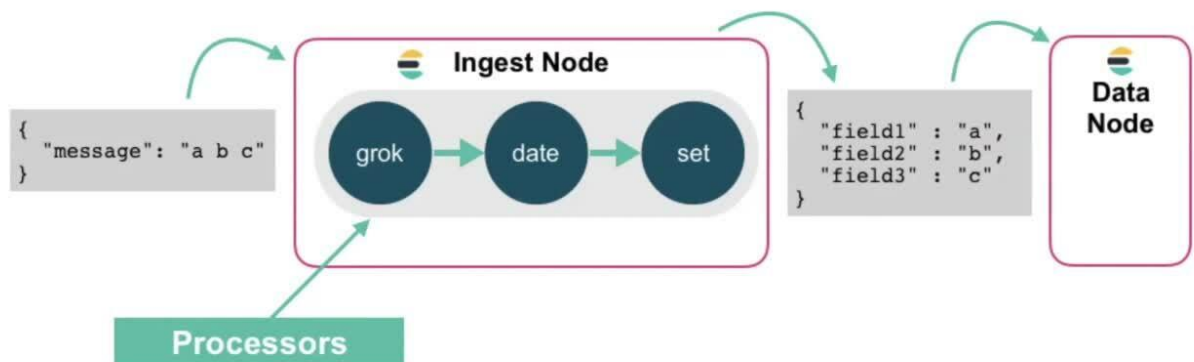 {
"message": "a b c"
}
Ingest Node
grok
date
set
Processors
{
"field1" : "a",
"field2" : "b",
"field3" : "c"
}
Data
Node